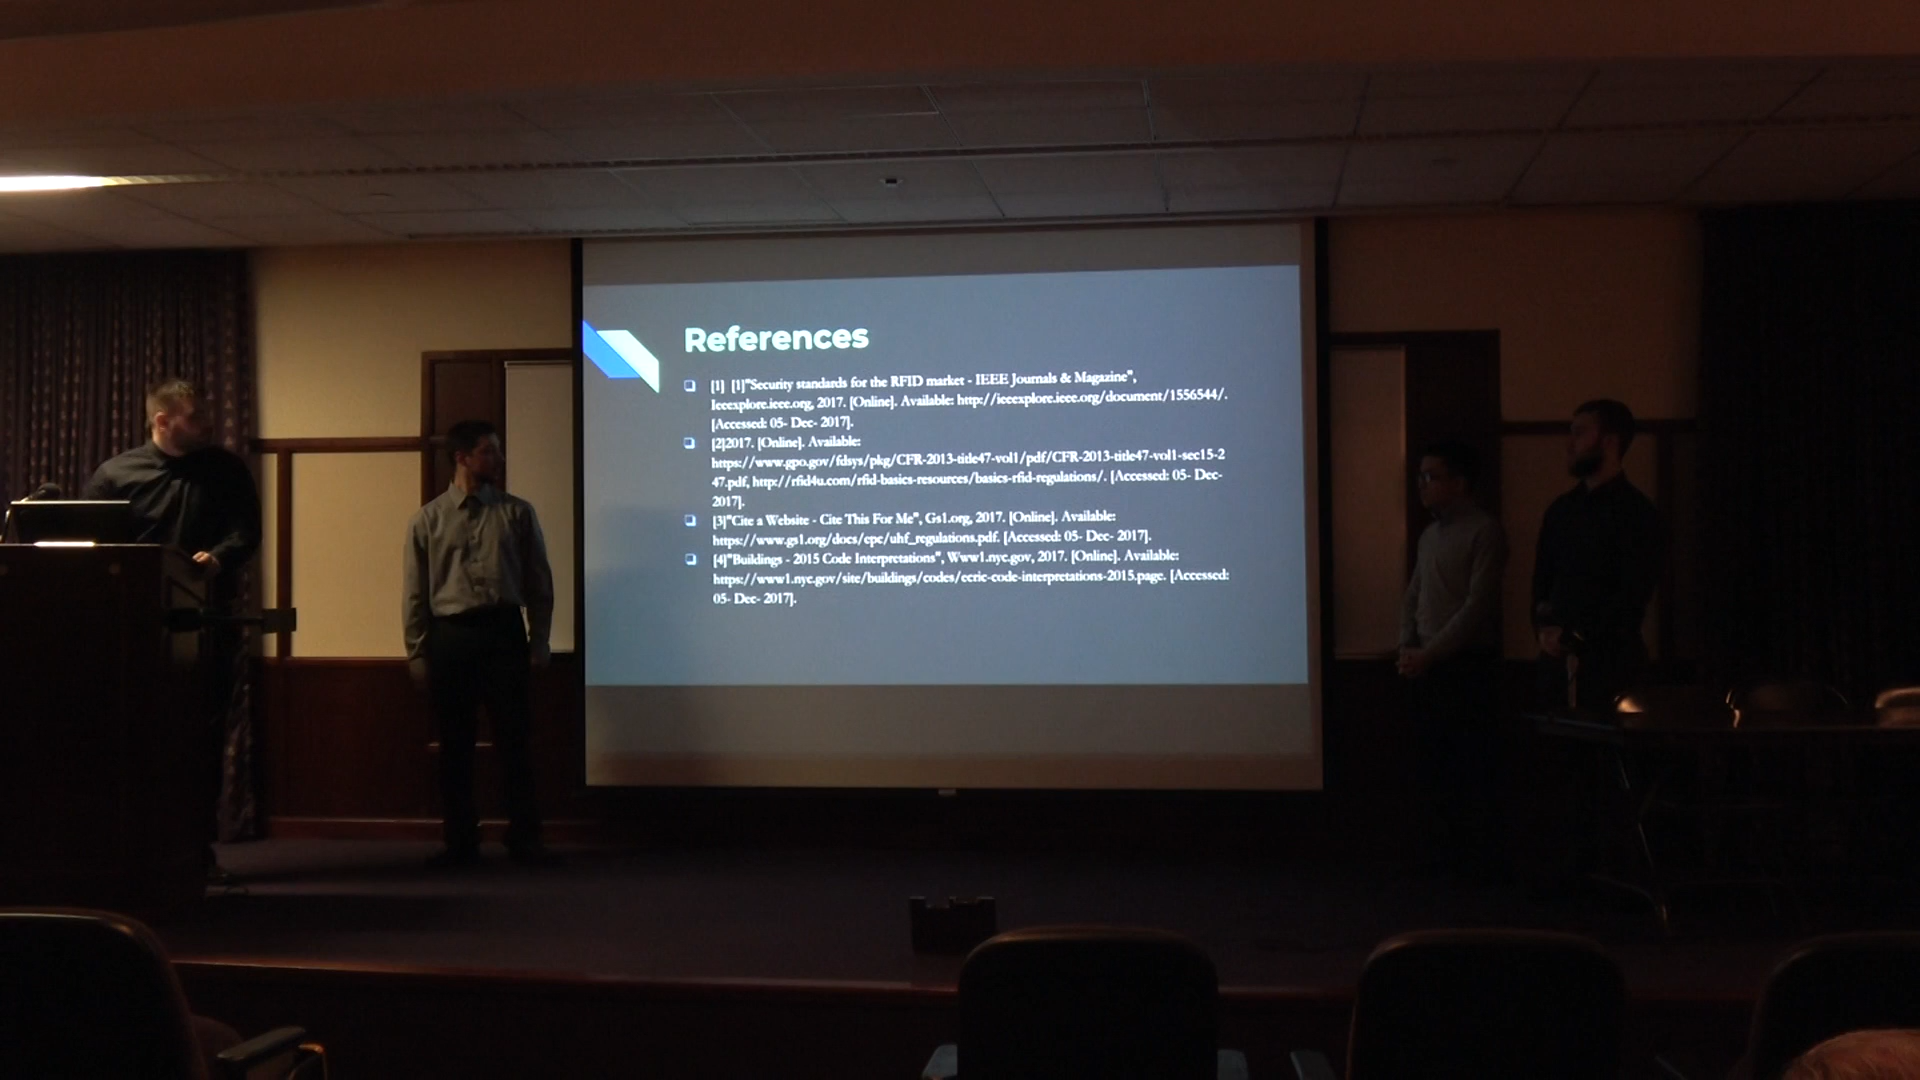 References
[1] [1]"Security standards for the RFID market - IEEE Journals & Magazine",
Ieeexplore.ieee.org, 2017. [Online]. Available: http://ieeexplore.ieee.org/document/1556544/.
[Accessed: 05- Dec- 2017].
[2]2017. [Online]. Available:
https://www.gpo.gov/fdsys/pkg/CFR-2013-title47-vol1/pdf/CFR-2013-title47-vol1-sec15-2
47.pdf, http://rfid4u.com/rfid-basics-resources/basics-rfid-regulations/. [Accessed: 05- Dec-
2017].
[3]"Cite a Website - Cite This For Me", Gs1.org, 2017. [Online]. Available:
https://www.gs1.org/docs/epc/uhf_regulations.pdf. [Accessed: 05- Dec- 2017].
[4]"Buildings - 2015 Code Interpretations", Www1.nyc.gov, 2017. [Online]. Available:
https://www1.nyc.gov/site/buildings/codes/ecric-code-interpretations-2015.page. [Accessed:
05- Dec- 2017].